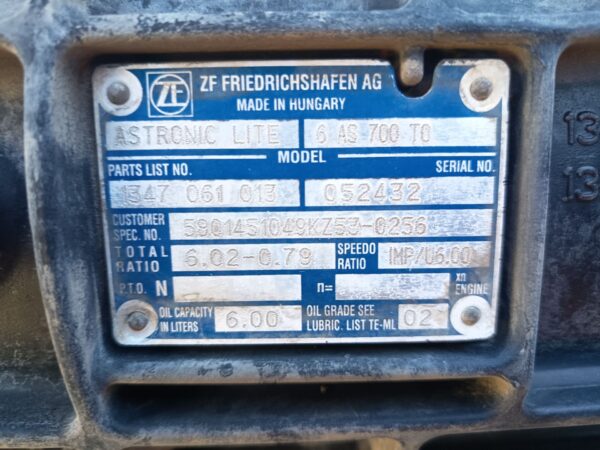 ZF ZF FRIEDRICHSHAFEN AG
MADE IN HUNGARY
ASTRONIC LITE 6 AS 700 TO
MODEL
PARTS LIST NO. SERIAL NO.
1347 061 013 052432
CUSTOMER SPEC. NO. 5901451049KZ53-0256
TOTAL RATIO 6.02-0.79 SPEEDO RATIO IMP/U6.00
P.T.O. N n= xn ENGINE
OIL CAPACITY IN LITERS 6.00 OIL GRADE SEE LUBRIC. LIST TE-ML 02
13
13